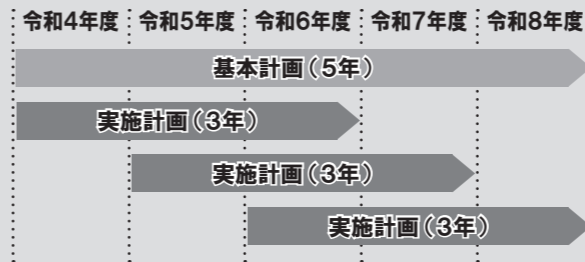 令和4年度 令和5年度 令和6年度 令和7年度 令和8年度
基本計画（5年）
実施計画（3年）
実施計画（3年）
実施計画（3年）